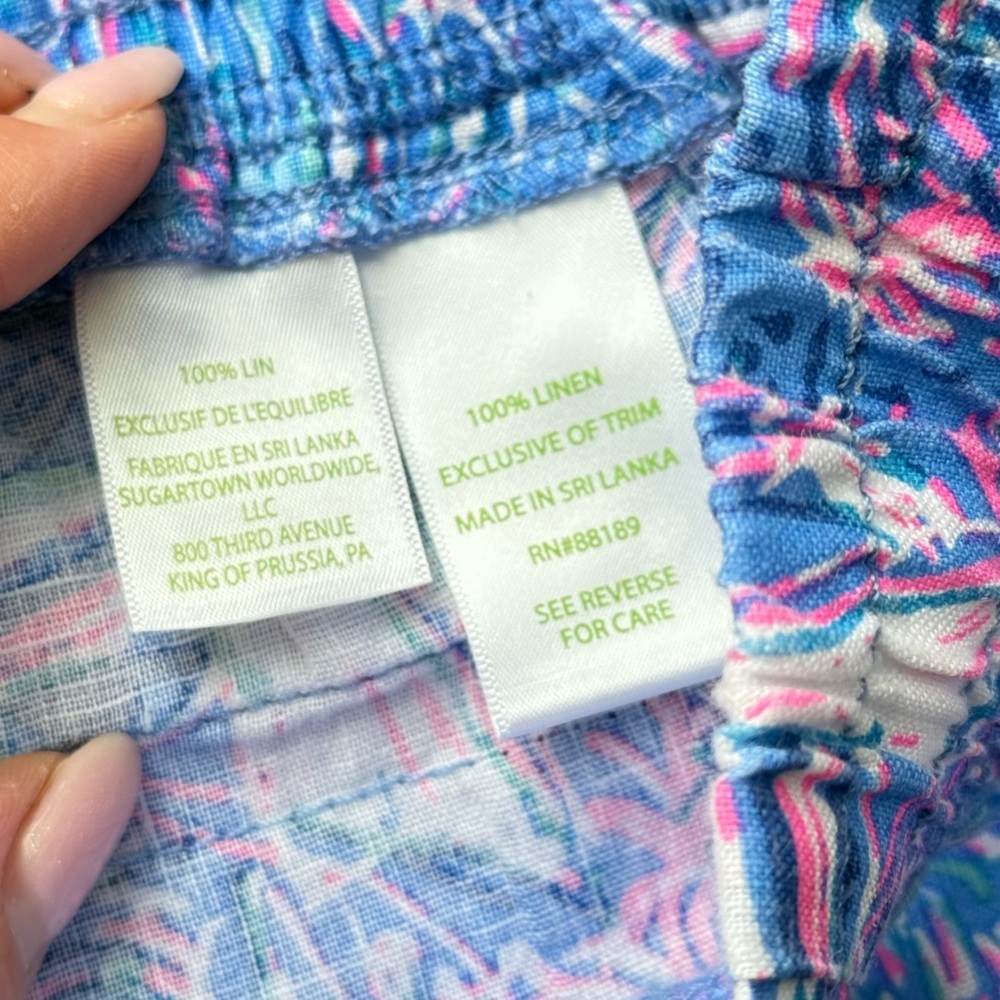 100% LIN
EXCLUSIF DE L'EQUILIBRE
FABRIQUE EN SRI LANKA
SUGARTOWN WORLDWIDE,
LLC
800 THIRD AVENUE
KING OF PRUSSIA, PA
100% LINEN
EXCLUSIVE OF TRIM
MADE IN SRI LANKA
RN#88189
SEE REVERSE
FOR CARE